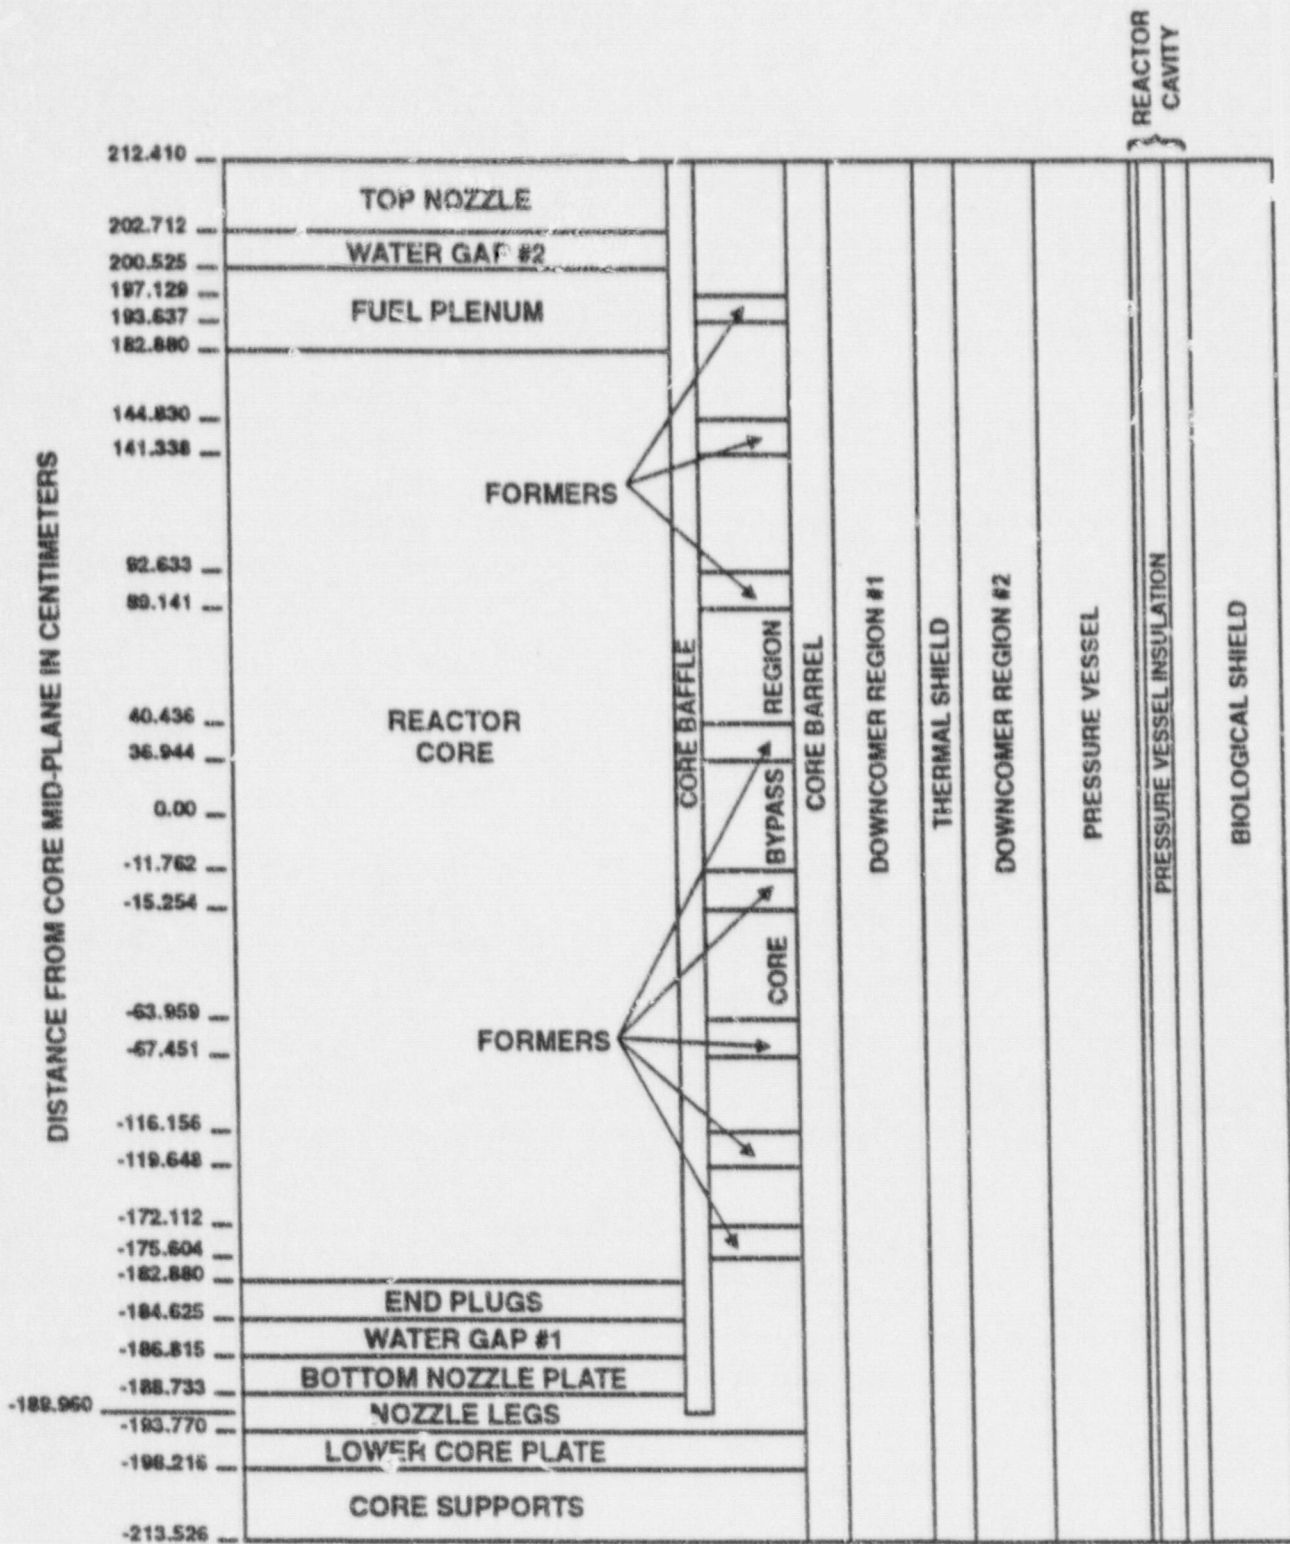 REACTOR
CAVITY
212.410
TOP NOZZLE
202.712
WATER GAP #2
200.525
197.129
FUEL PLENUM
193.637
182.880
144.830
141.338
FORMERS
92.633
89.141
40.436
REACTOR
CORE
36.944
0.00
-11.762
-15.254
-63.959
FORMERS
-67.451
-116.156
-119.648
-172.112
-175.604
-182.880
END PLUGS
-184.625
WATER GAP #1
-186.815
BOTTOM NOZZLE PLATE
-188.733
-189.960
NOZZLE LEGS
-193.770
LOWER CORE PLATE
-198.216
CORE SUPPORTS
-213.526
DISTANCE FROM CORE MID-PLANE IN CENTIMETERS
CORE BAFFLE
CORE BYPASS REGION
CORE BARREL
DOWNCOMER REGION #1
THERMAL SHIELD
DOWNCOMER REGION #2
PRESSURE VESSEL
PRESSURE VESSEL INSULATION
BIOLOGICAL SHIELD